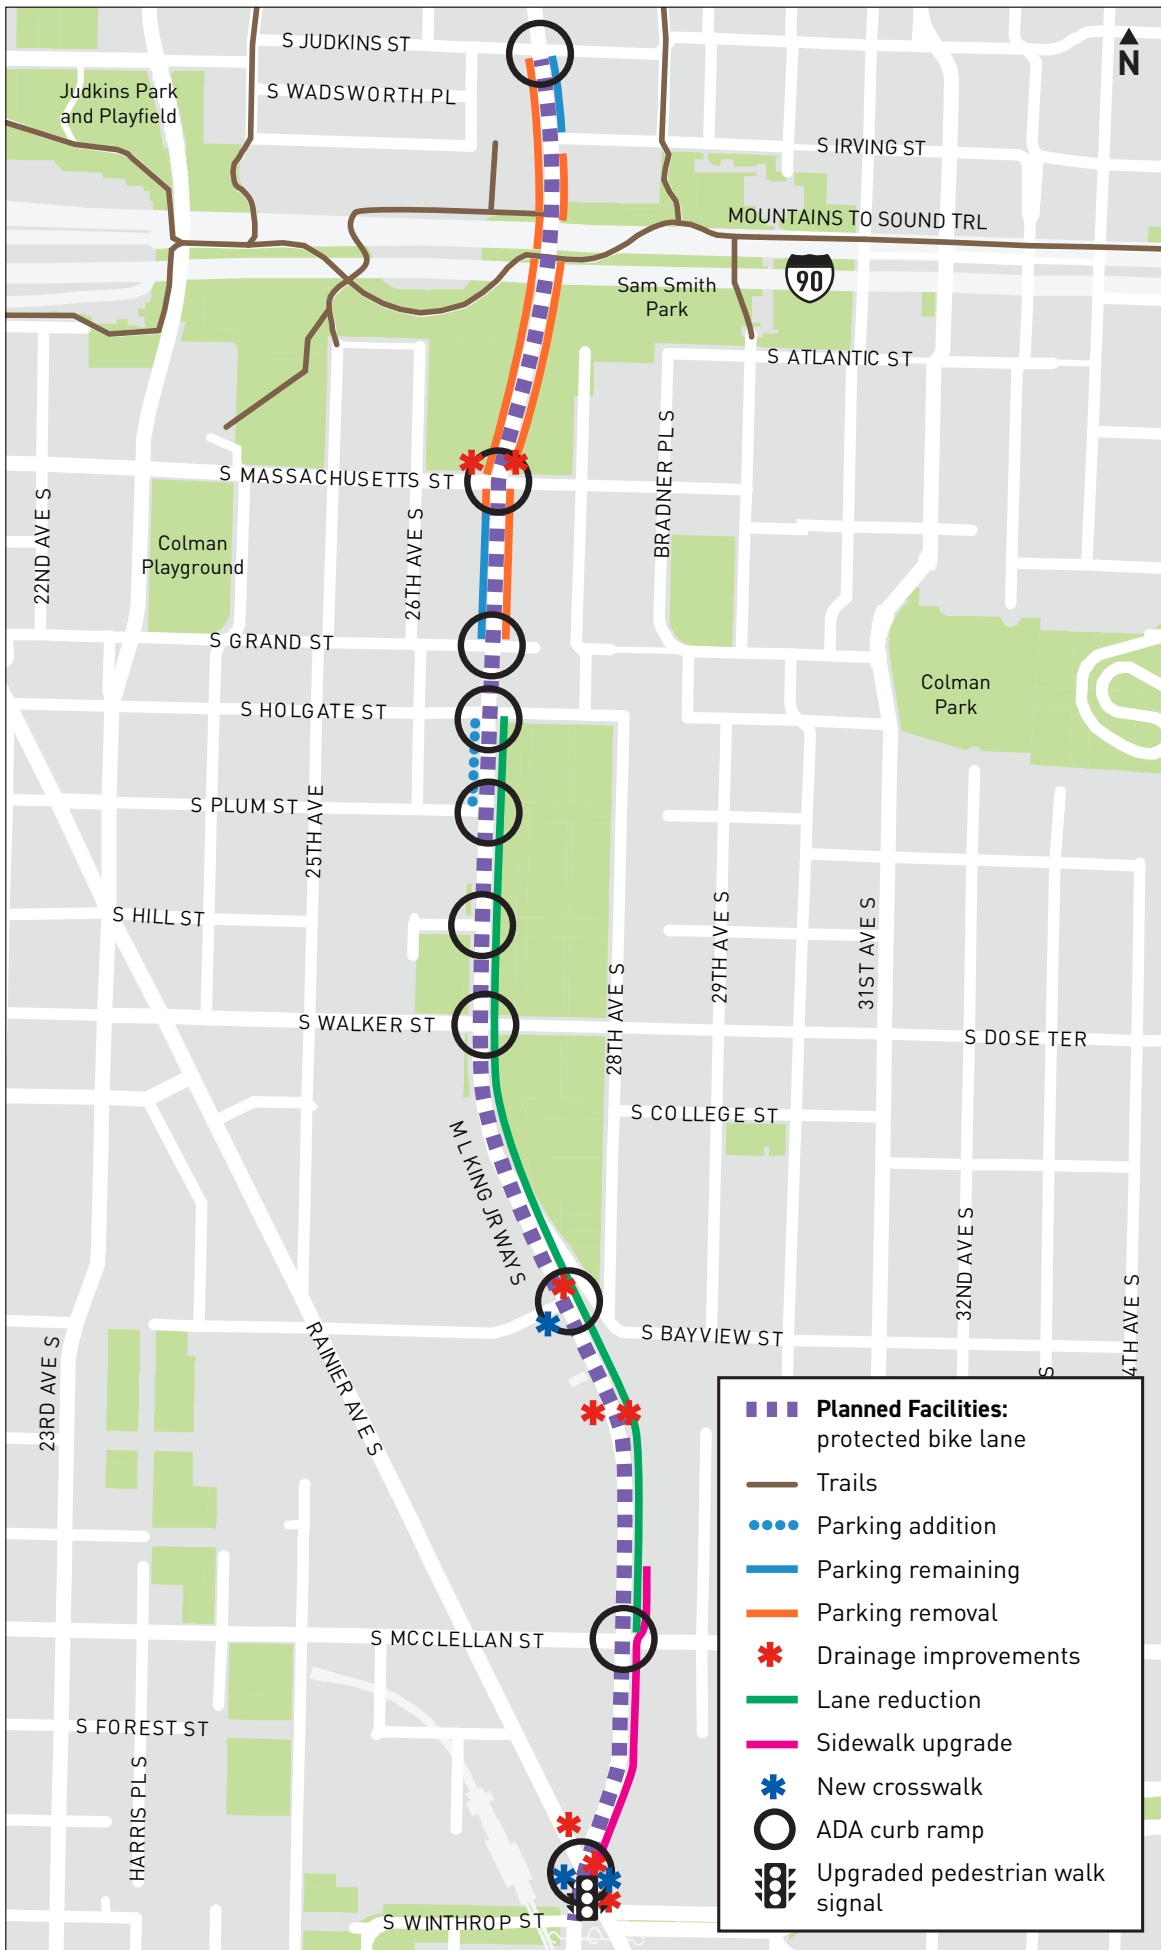 S JUDKINS ST
N
Judkins Park
and Playfield
S WADSWORTH PL
S IRVING ST
MOUNTAINS TO SOUND TRL
90
Sam Smith
Park
S ATLANTIC ST
BRADNER PL S
S MASSACHUSETTS ST
22ND AVE S
Colman
Playground
26TH AVE S
S GRAND ST
Colman
Park
S HOLGATE ST
S PLUM ST
25TH AVE
S HILL ST
29TH AVE S
31ST AVE S
28TH AVE S
S WALKER ST
S DOSE TER
S COLLEGE ST
M L KING JR WAY S
32ND AVE S
4TH AVE S
S BAYVIEW ST
RAINIER AV E S
23RD AVE S
S
Planned Facilities:
protected bike lane
Trails
Parking addition
Parking remaining
Parking removal
Drainage improvements
Lane reduction
Sidewalk upgrade
New crosswalk
ADA curb ramp
Upgraded pedestrian walk
signal
S MCCLELLAN ST
S FOREST ST
HARRIS PL S
S WINTHROP ST